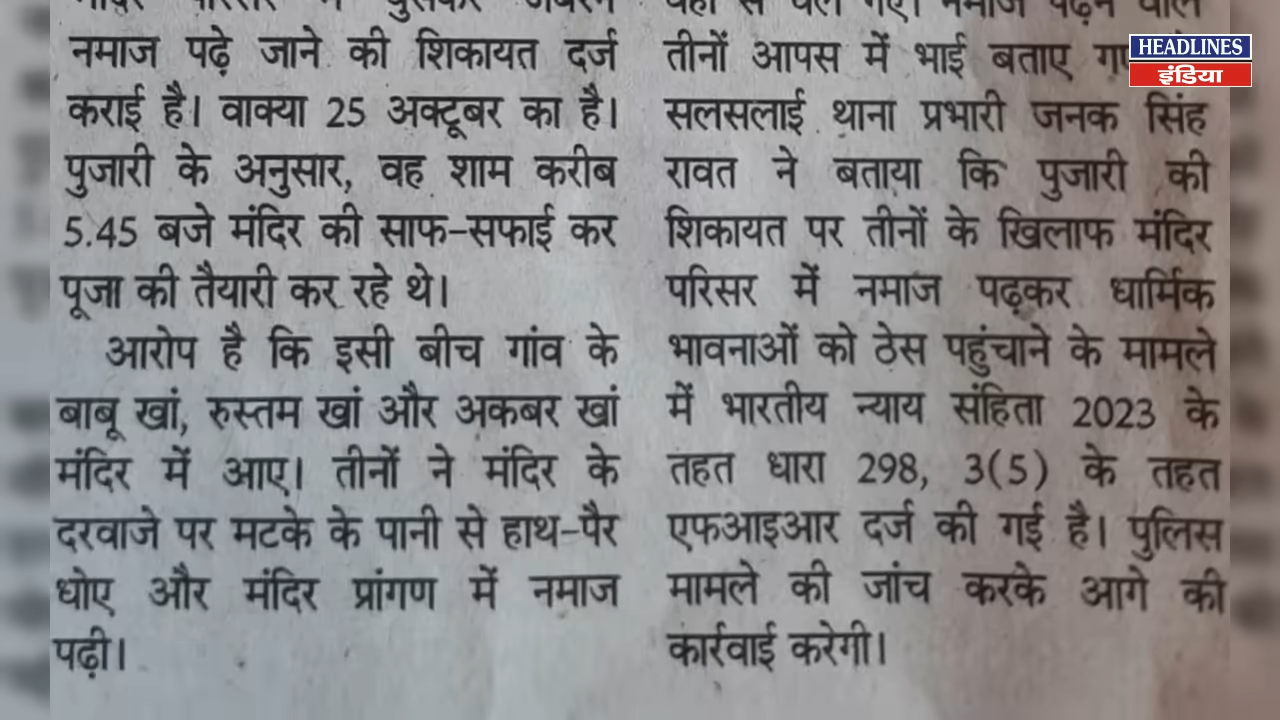 नमाज पढ़े जाने की शिकायत दर्ज
कराई है। वाक्या 25 अक्टूबर का है।
पुजारी के अनुसार, वह शाम करीब
5.45 बजे मंदिर की साफ-सफाई कर
पूजा की तैयारी कर रहे थे।
आरोप है कि इसी बीच गांव के
बाबू खां, रुस्तम खां और अकबर खां
मंदिर में आए। तीनों ने मंदिर के
दरवाजे पर मटके के पानी से हाथ-पैर
धोए और मंदिर प्रांगण में नमाज
पढ़ी।
तीनों आपस में भाई बताए
सलसलाई थाना प्रभारी जनक सिंह
रावत ने बताया कि पुजारी की
शिकायत पर तीनों के खिलाफ मंदिर
परिसर में नमाज पढ़कर धार्मिक
भावनाओं को ठेस पहुंचाने के मामले
में भारतीय न्याय संहिता 2023 के
तहत धारा 298, 3(5) के तहत
एफआइआर दर्ज की गई है। पुलिस
मामले की जांच करके आगे की
कार्रवाई करेगी।
HEADLINES
इंडिया